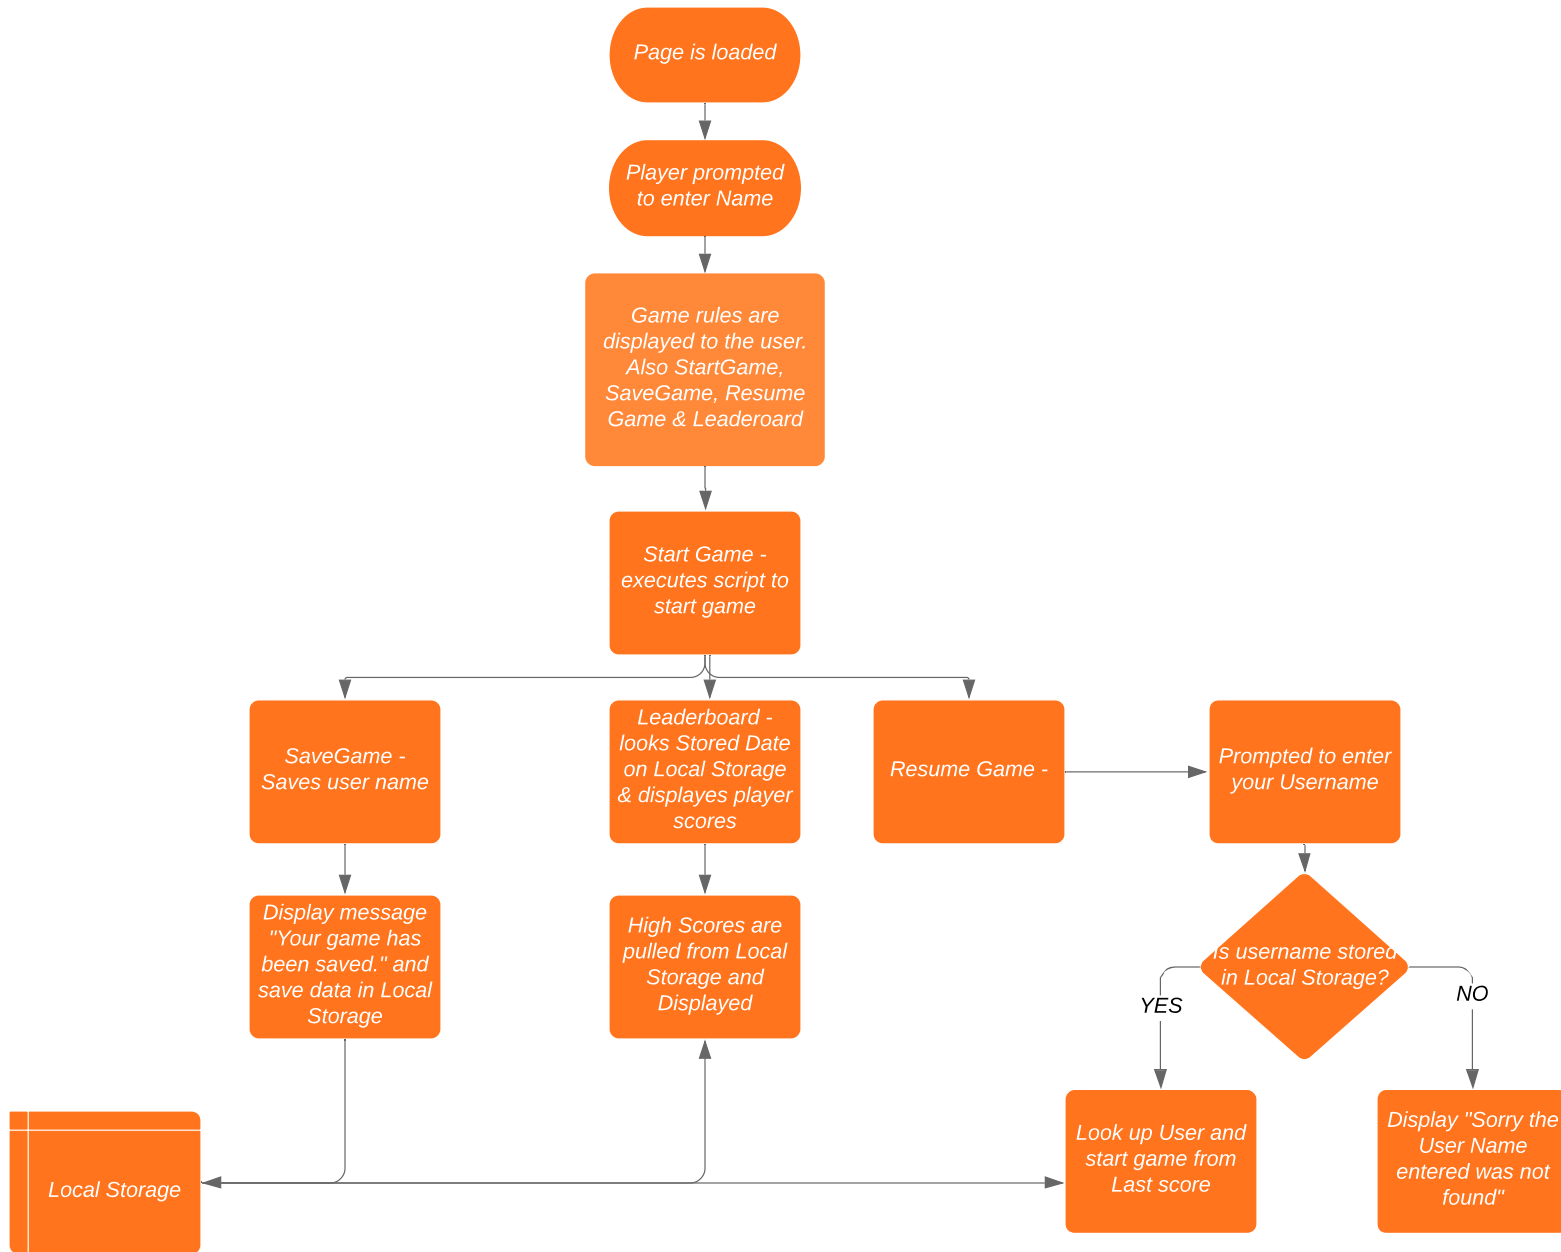 Page is loaded
Player prompted
to enter Name
Game rules are
displayed to the user.
Also StartGame,
SaveGame, Resume
Game & Leaderoard
Start Game -
executes script to
start game
SaveGame -
Saves user name
Leaderboard -
looks Stored Date
on Local Storage
& displayes player
scores
Resume Game -
Prompted to enter
your Username
Display message
"Your game has
been saved." and
save data in Local
Storage
High Scores are
pulled from Local
Storage and
Displayed
Is username stored
in Local Storage?
YES
NO
Local Storage
Look up User and
start game from
Last score
Display "Sorry the
User Name
entered was not
found"